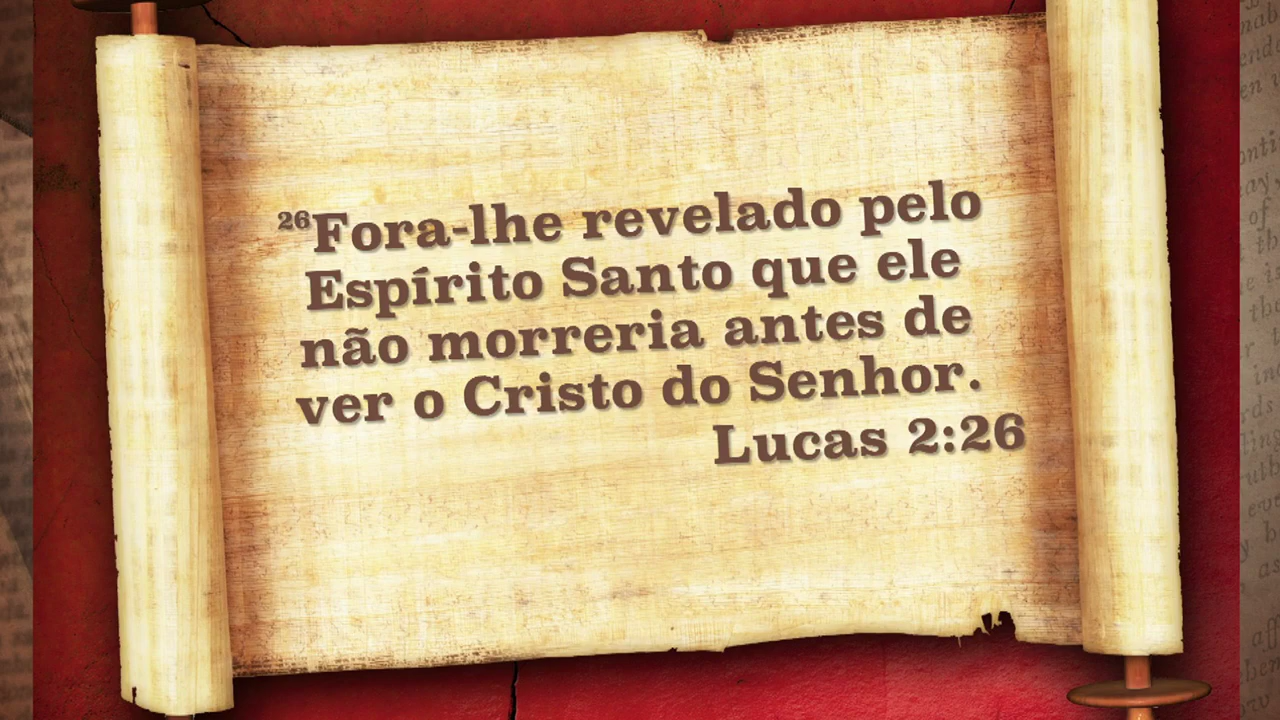 ²⁶Fora-lhe revelado pelo
Espírito Santo que ele
não morreria antes de
ver o Cristo do Senhor.
Lucas 2:26